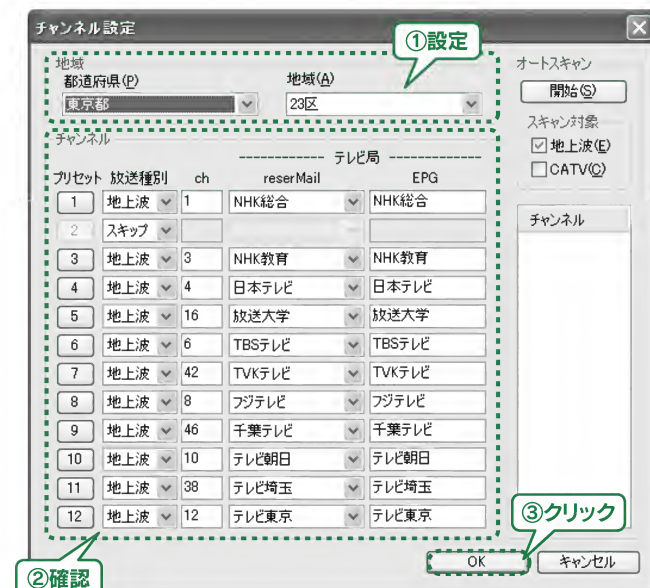 チャンネル設定
①設定
地域
都道府県(P)
地域(A)
東京都
23区
オートスキャン
開始(S)
スキャン対象
地上波(E)
CATV(C)
チャンネル
------------ テレビ局 ------------
プリセット 放送種別 ch reserMail EPG
1 地上波 1 NHK総合 NHK総合
2 スキップ
3 地上波 3 NHK教育 NHK教育
4 地上波 4 日本テレビ 日本テレビ
5 地上波 16 放送大学 放送大学
6 地上波 6 TBSテレビ TBSテレビ
7 地上波 42 TVKテレビ TVKテレビ
8 地上波 8 フジテレビ フジテレビ
9 地上波 46 千葉テレビ 千葉テレビ
10 地上波 10 テレビ朝日 テレビ朝日
11 地上波 38 テレビ埼玉 テレビ埼玉
12 地上波 12 テレビ東京 テレビ東京
チャンネル
③クリック
OK
キャンセル
②確認